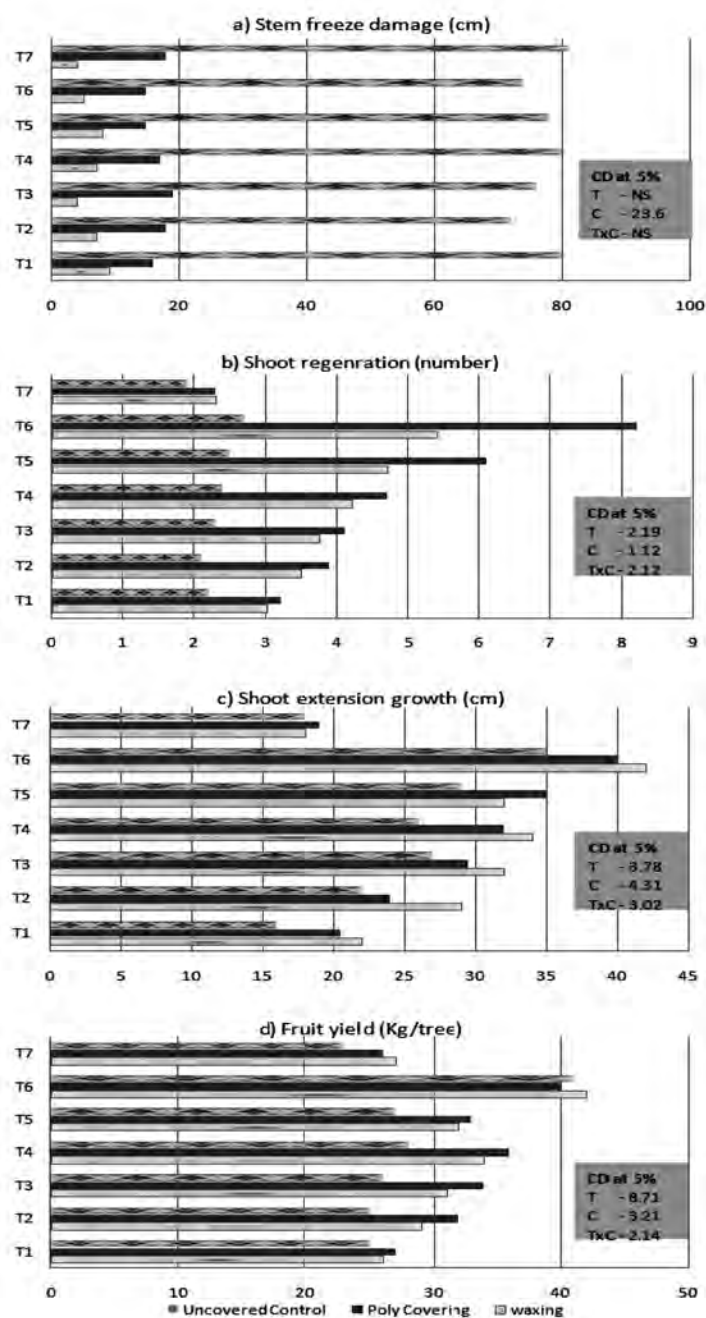 a) Stem freeze damage (cm)
T7
T6
T5
T4
T3
T2
T1
CD at 5%
T - NS
C - 23.6
TxC - NS
0 20 40 60 80 100
b) Shoot regenration (number)
T7
T6
T5
T4
T3
T2
T1
CD at 5%
T - 2.19
C - 1.12
TxC - 2.12
0 1 2 3 4 5 6 7 8 9
c) Shoot extension growth (cm)
T7
T6
T5
T4
T3
T2
T1
CD at 5%
T - 3.78
C - 4.31
TxC - 3.02
0 5 10 15 20 25 30 35 40 45
d) Fruit yield (Kg/tree)
T7
T6
T5
T4
T3
T2
T1
CD at 5%
T - 8.71
C - 3.21
TxC - 2.14
0 10 20 30 40 50
Uncovered Control Poly Covering waxing